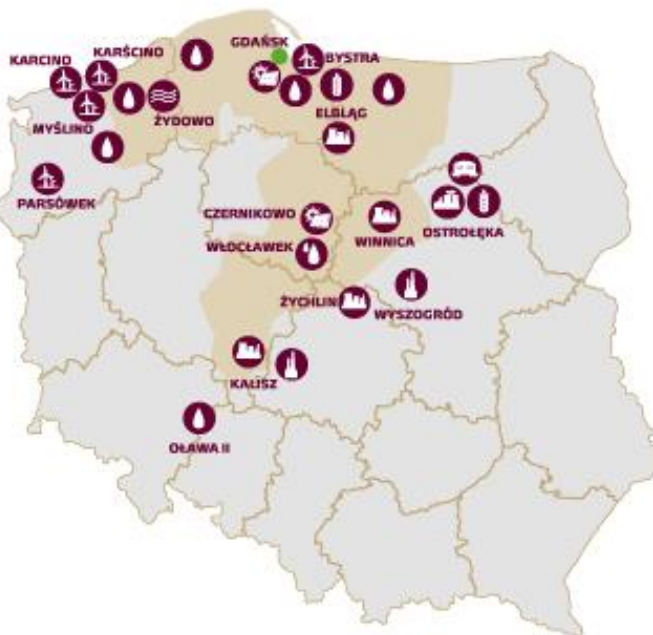 GDAŃSK
KARŚCINO
BYSTRA
KARCINO
ELBLĄG
ŻYDOWO
MYŚLINO
PARSÓWEK
CZERNIKOWO
WINNICA
OSTROŁĘKA
WŁOCŁAWEK
ŻYCHLIN
WYSZOGRÓD
KALISZ
OŁAWA II